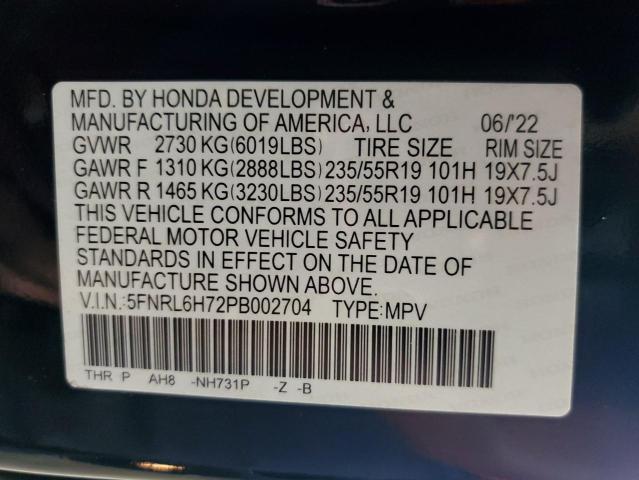 MFD. BY HONDA DEVELOPMENT &
MANUFACTURING OF AMERICA, LLC 06/'22
GVWR 2730 KG(6019LBS) TIRE SIZE RIM SIZE
GAWR F 1310 KG(2888LBS) 235/55R19 101H 19X7.5J
GAWR R 1465 KG(3230LBS) 235/55R19 101H 19X7.5J
THIS VEHICLE CONFORMS TO ALL APPLICABLE
FEDERAL MOTOR VEHICLE SAFETY
STANDARDS IN EFFECT ON THE DATE OF
MANUFACTURE SHOWN ABOVE.
V.I.N.:5FNRL6H72PB002704 TYPE:MPV
THR P AH8 -NH731P -Z -B